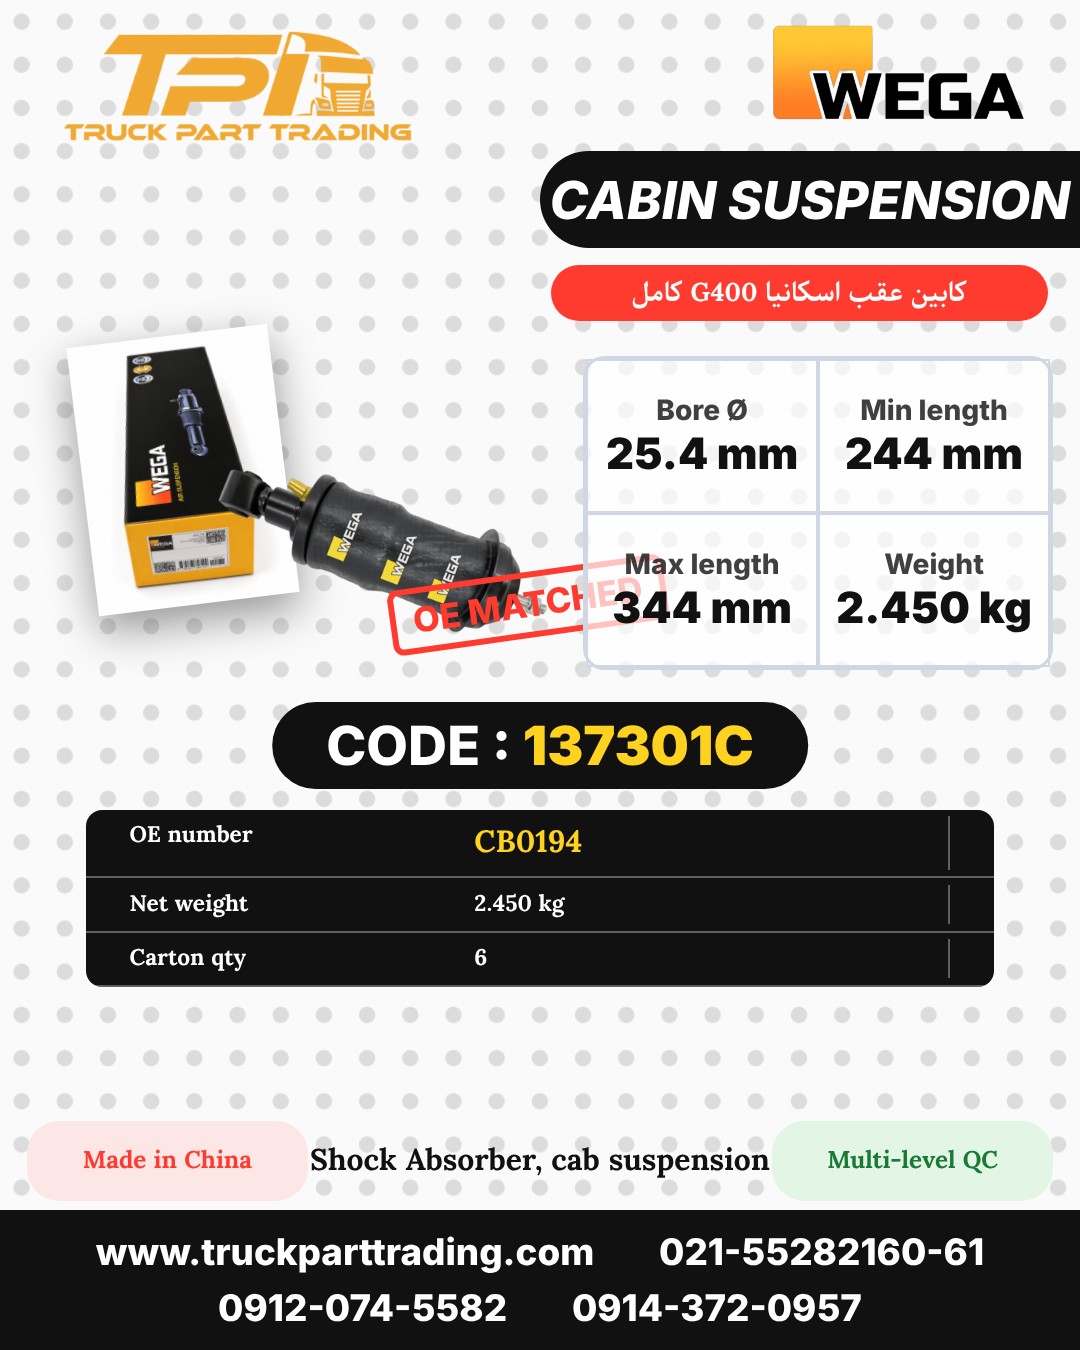 TPT
TRUCK PART TRADING
WEGA
CABIN SUSPENSION
کابین عقب اسکانیا G400 کامل
Bore Ø
25.4 mm
Min length
244 mm
Max length
344 mm
Weight
2.450 kg
WEGA
WEGA
WEGA
WEGA
OE MATCHED
CODE : 137301C
OE number CB0194
Net weight 2.450 kg
Carton qty 6
Made in China
Shock Absorber, cab suspension
Multi-level QC
www.truckparttrading.com 021-55282160-61
0912-074-5582 0914-372-0957